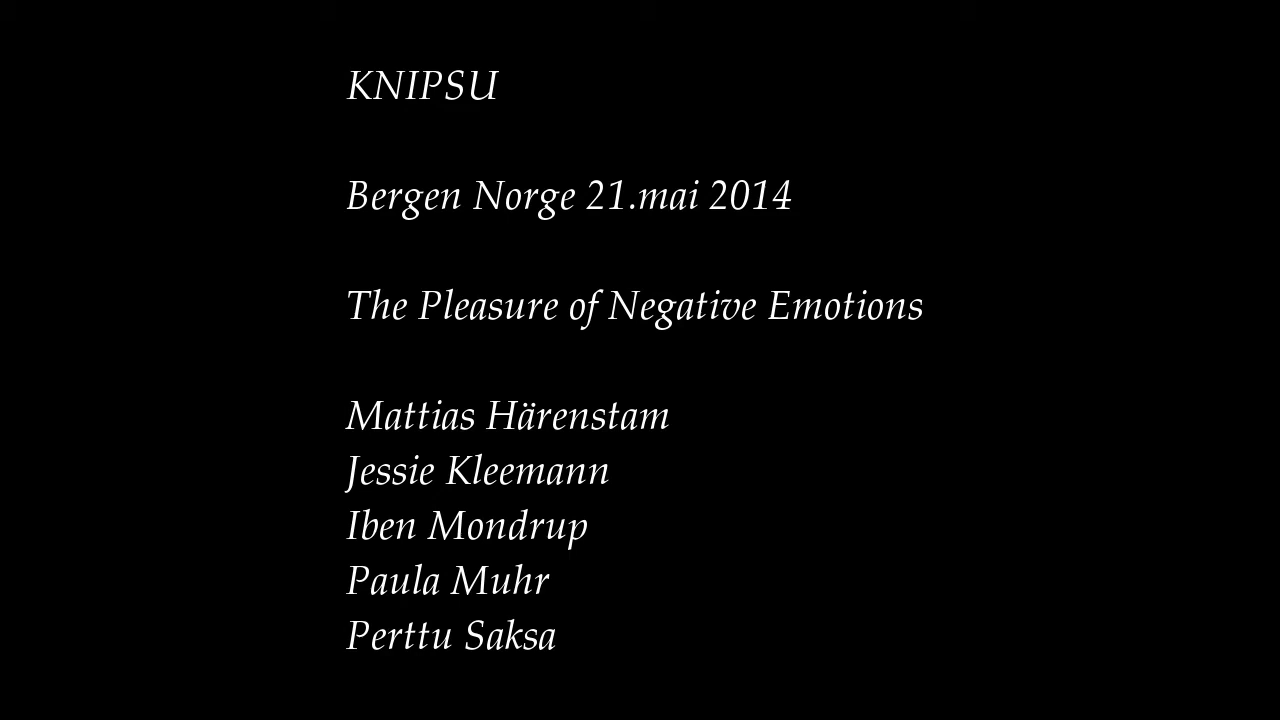 KNIPSU
Bergen Norge 21.mai 2014
The Pleasure of Negative Emotions
Mattias Härenstam
Jessie Kleemann
Iben Mondrup
Paula Muhr
Perttu Saksa